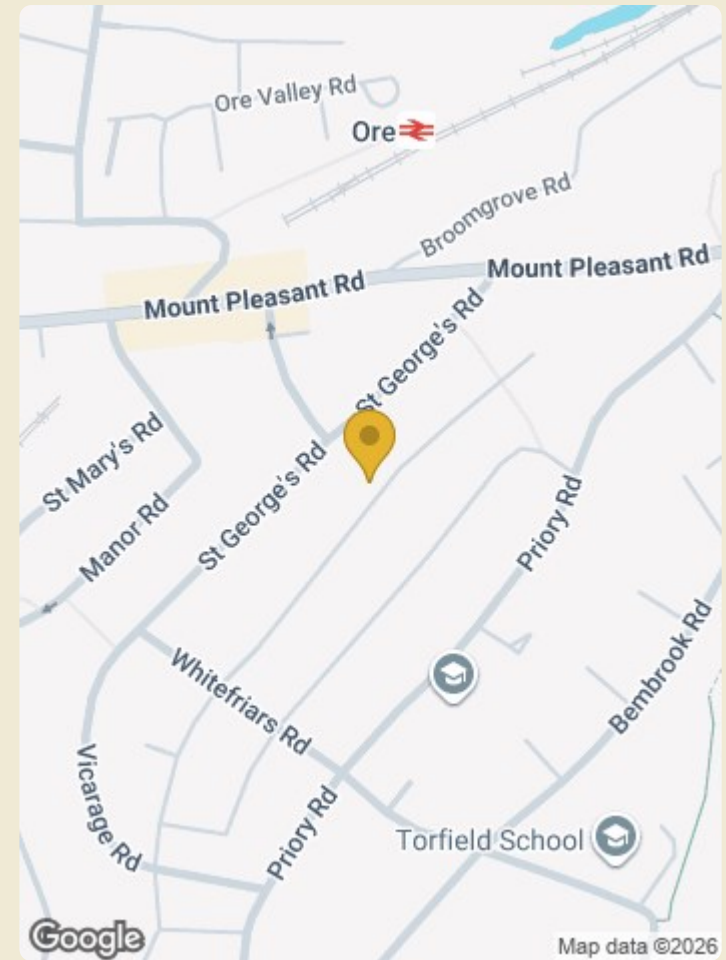 Ore Valley Rd
Ore
Broomgrove Rd
Mount Pleasant Rd
Mount Pleasant Rd
St George's Rd
St Mary's Rd
St George's Rd
Manor Rd
Priory Rd
Bembrook Rd
Whitefriars Rd
Vicarage Rd
Priory Rd
Torfield School
Google
Map data ©2026